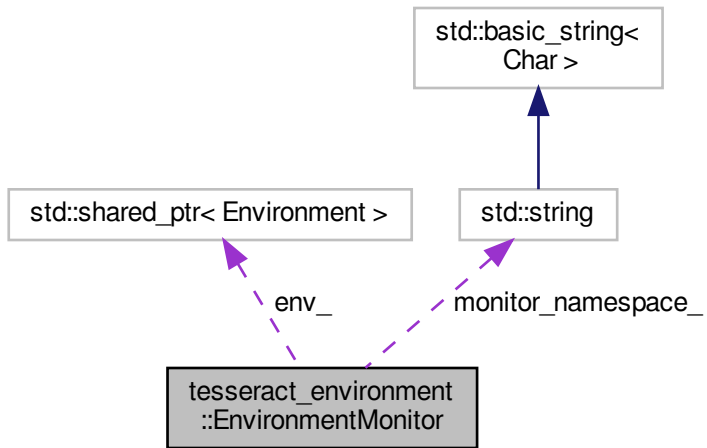 std::basic_string<
Char >
std::shared_ptr< Environment >
std::string
env_
monitor_namespace_
tesseract_environment
::EnvironmentMonitor